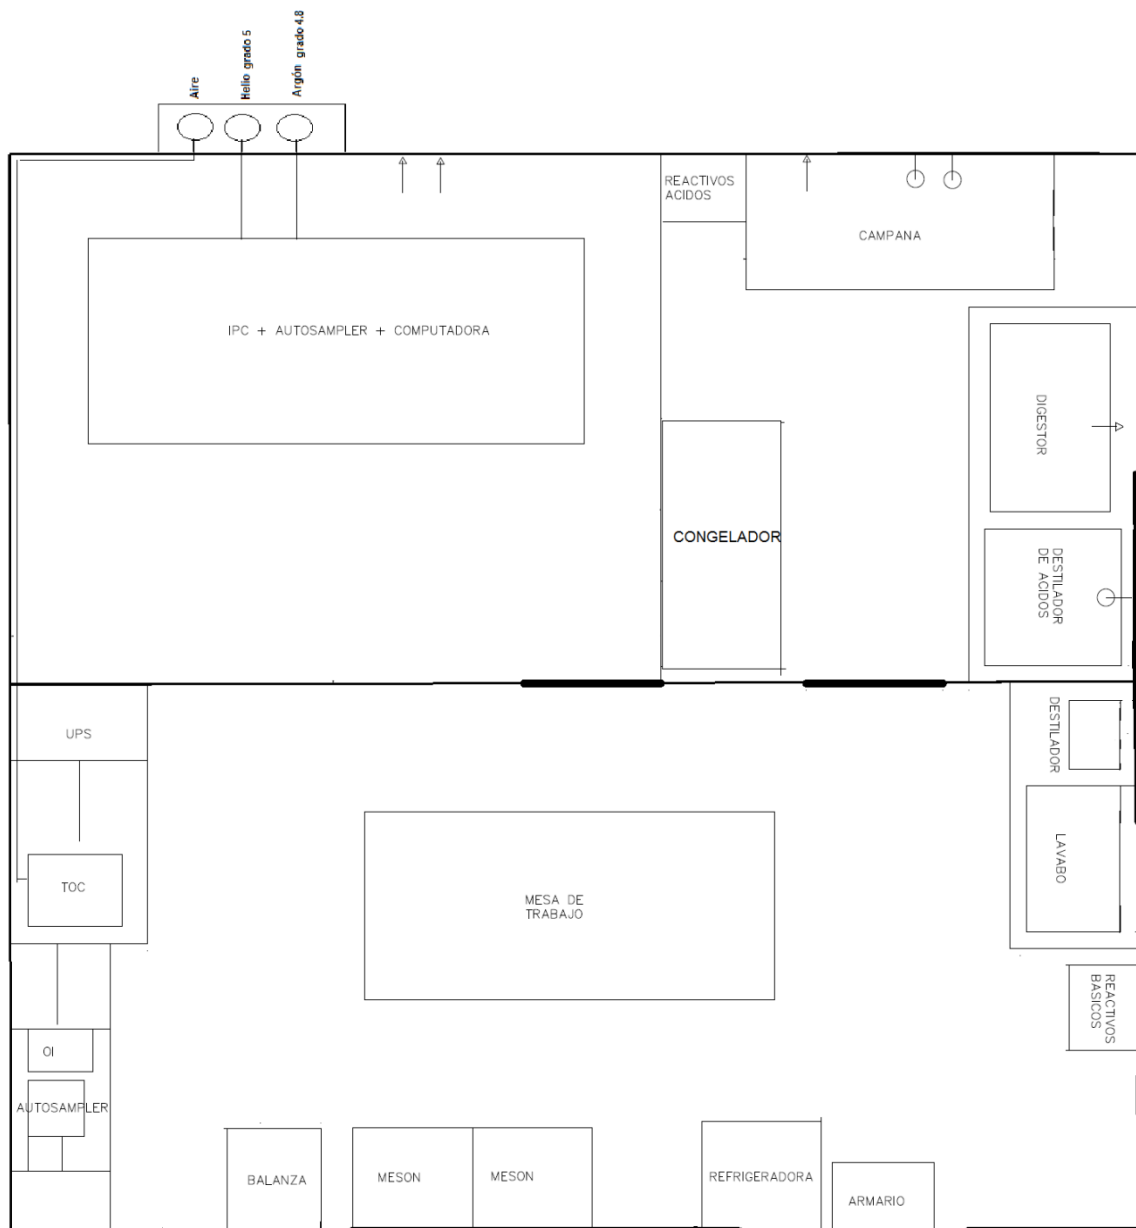 Aire
Helio grado 5
Argón grado 4.8
REACTIVOS
ACIDOS
CAMPANA
IPC + AUTOSAMPLER + COMPUTADORA
DIGESTOR
CONGELADOR
DESTILADOR
DE ACIDOS
UPS
DESTILADOR
TOC
MESA DE
TRABAJO
LAVABO
REACTIVOS
BASICOS
OI
AUTOSAMPLER
BALANZA
MESON
MESON
REFRIGERADORA
ARMARIO